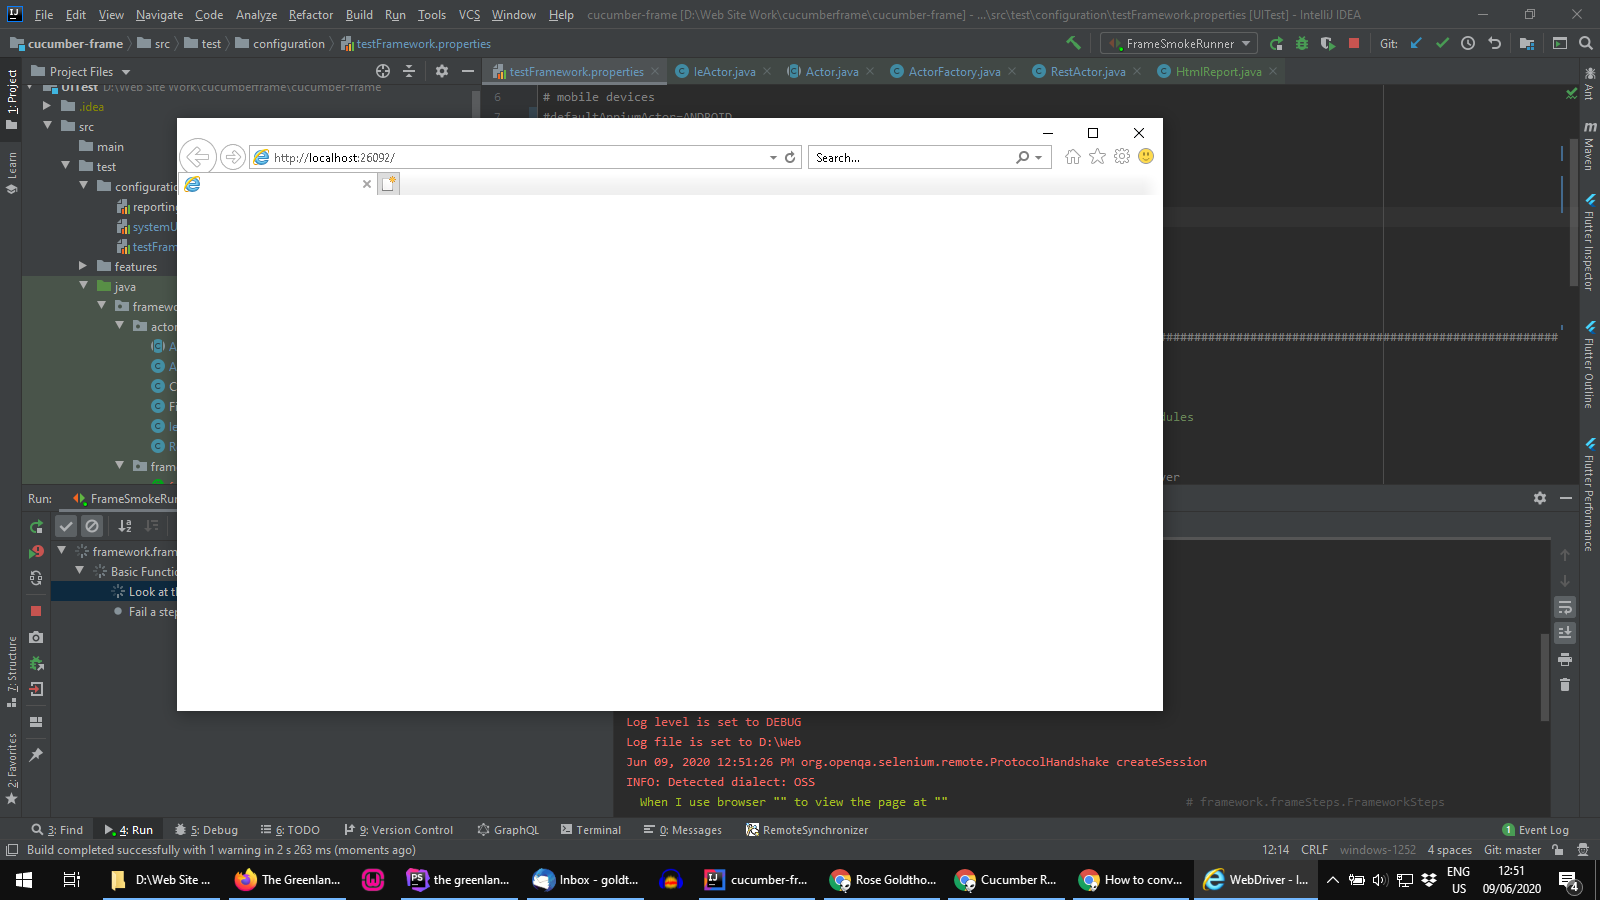 File Edit View Navigate Code Analyze Refactor Build Run Tools VCS Window Help cucumber-frame [D:\Web Site Work\cucumberframe\cucumber-frame] - ...\src\test\configuration\testFramework.properties [UITest] - IntelliJ IDEA
cucumber-frame src test configuration testFramework.properties FrameSmokeRunner Git:
Project Files testFramework.properties IeActor.java Actor.java ActorFactory.java RestActor.java HtmlReport.java
1: Project
Learn
7: Structure
2: Favorites
Ant
Maven
Flutter Inspector
Flutter Outline
Flutter Performance
UITest D:\Web Site Work\cucumberframe\cucumber-frame
.idea
src
main
test
configuratio
reporting
systemU
testFram
features
java
framewo
actor
A
A
C
Fi
Ie
R
fram
6 # mobile devices
7 #defaultAppiumActor=ANDROID
http://localhost:26092/ Search...
##########################################################
dules
ver
Run: FrameSmokeRun
framework.fram
Basic Functio
Look at th
Fail a step
Log level is set to DEBUG
Log file is set to D:\Web
Jun 09, 2020 12:51:26 PM org.openqa.selenium.remote.ProtocolHandshake createSession
INFO: Detected dialect: OSS
When I use browser "" to view the page at "" # framework.frameSteps.FrameworkSteps
3: Find 4: Run 5: Debug 6: TODO 9: Version Control GraphQL Terminal 0: Messages RemoteSynchronizer 1 Event Log
Build completed successfully with 1 warning in 2 s 263 ms (moments ago) 12:14 CRLF windows-1252 4 spaces Git: master
D:\Web Site ... The Greenlan... the greenlan... Inbox - goldt... cucumber-fr... Rose Goldtho... Cucumber R... How to conv... WebDriver - I... ENG 12:51
US 09/06/2020 4